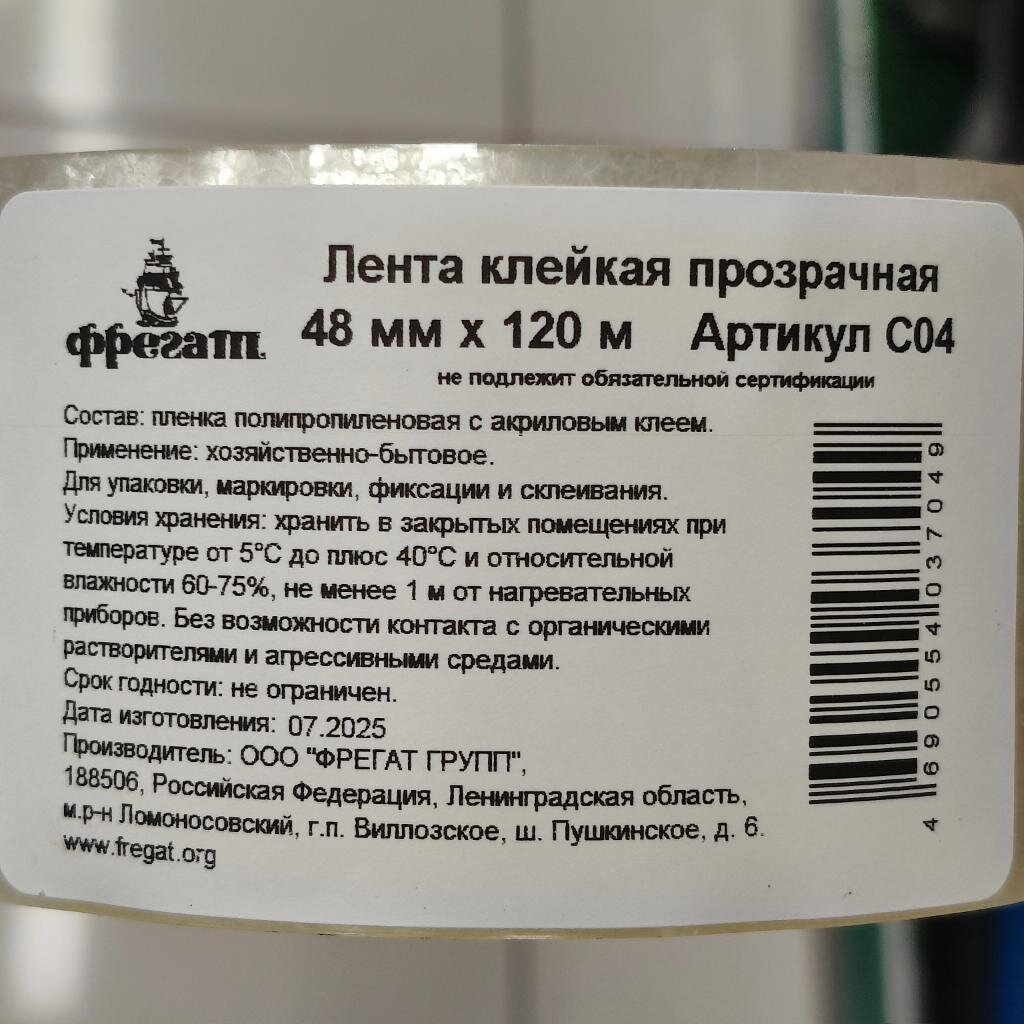 Лента клейкая прозрачная
фрегат
48 мм х 120 м Артикул С04
не подлежит обязательной сертификации
Состав: пленка полипропиленовая с акриловым клеем.
Применение: хозяйственно-бытовое.
Для упаковки, маркировки, фиксации и склеивания.
Условия хранения: хранить в закрытых помещениях при
температуре от 5°С до плюс 40°С и относительной
влажности 60-75%, не менее 1 м от нагревательных
приборов. Без возможности контакта с органическими
растворителями и агрессивными средами.
Срок годности: не ограничен.
Дата изготовления: 07.2025
Производитель: ООО "ФРЕГАТ ГРУПП",
188506, Российская Федерация, Ленинградская область,
м.р-н Ломоносовский, г.п. Виллозское, ш. Пушкинское, д. 6.
www.fregat.org
4690554037049